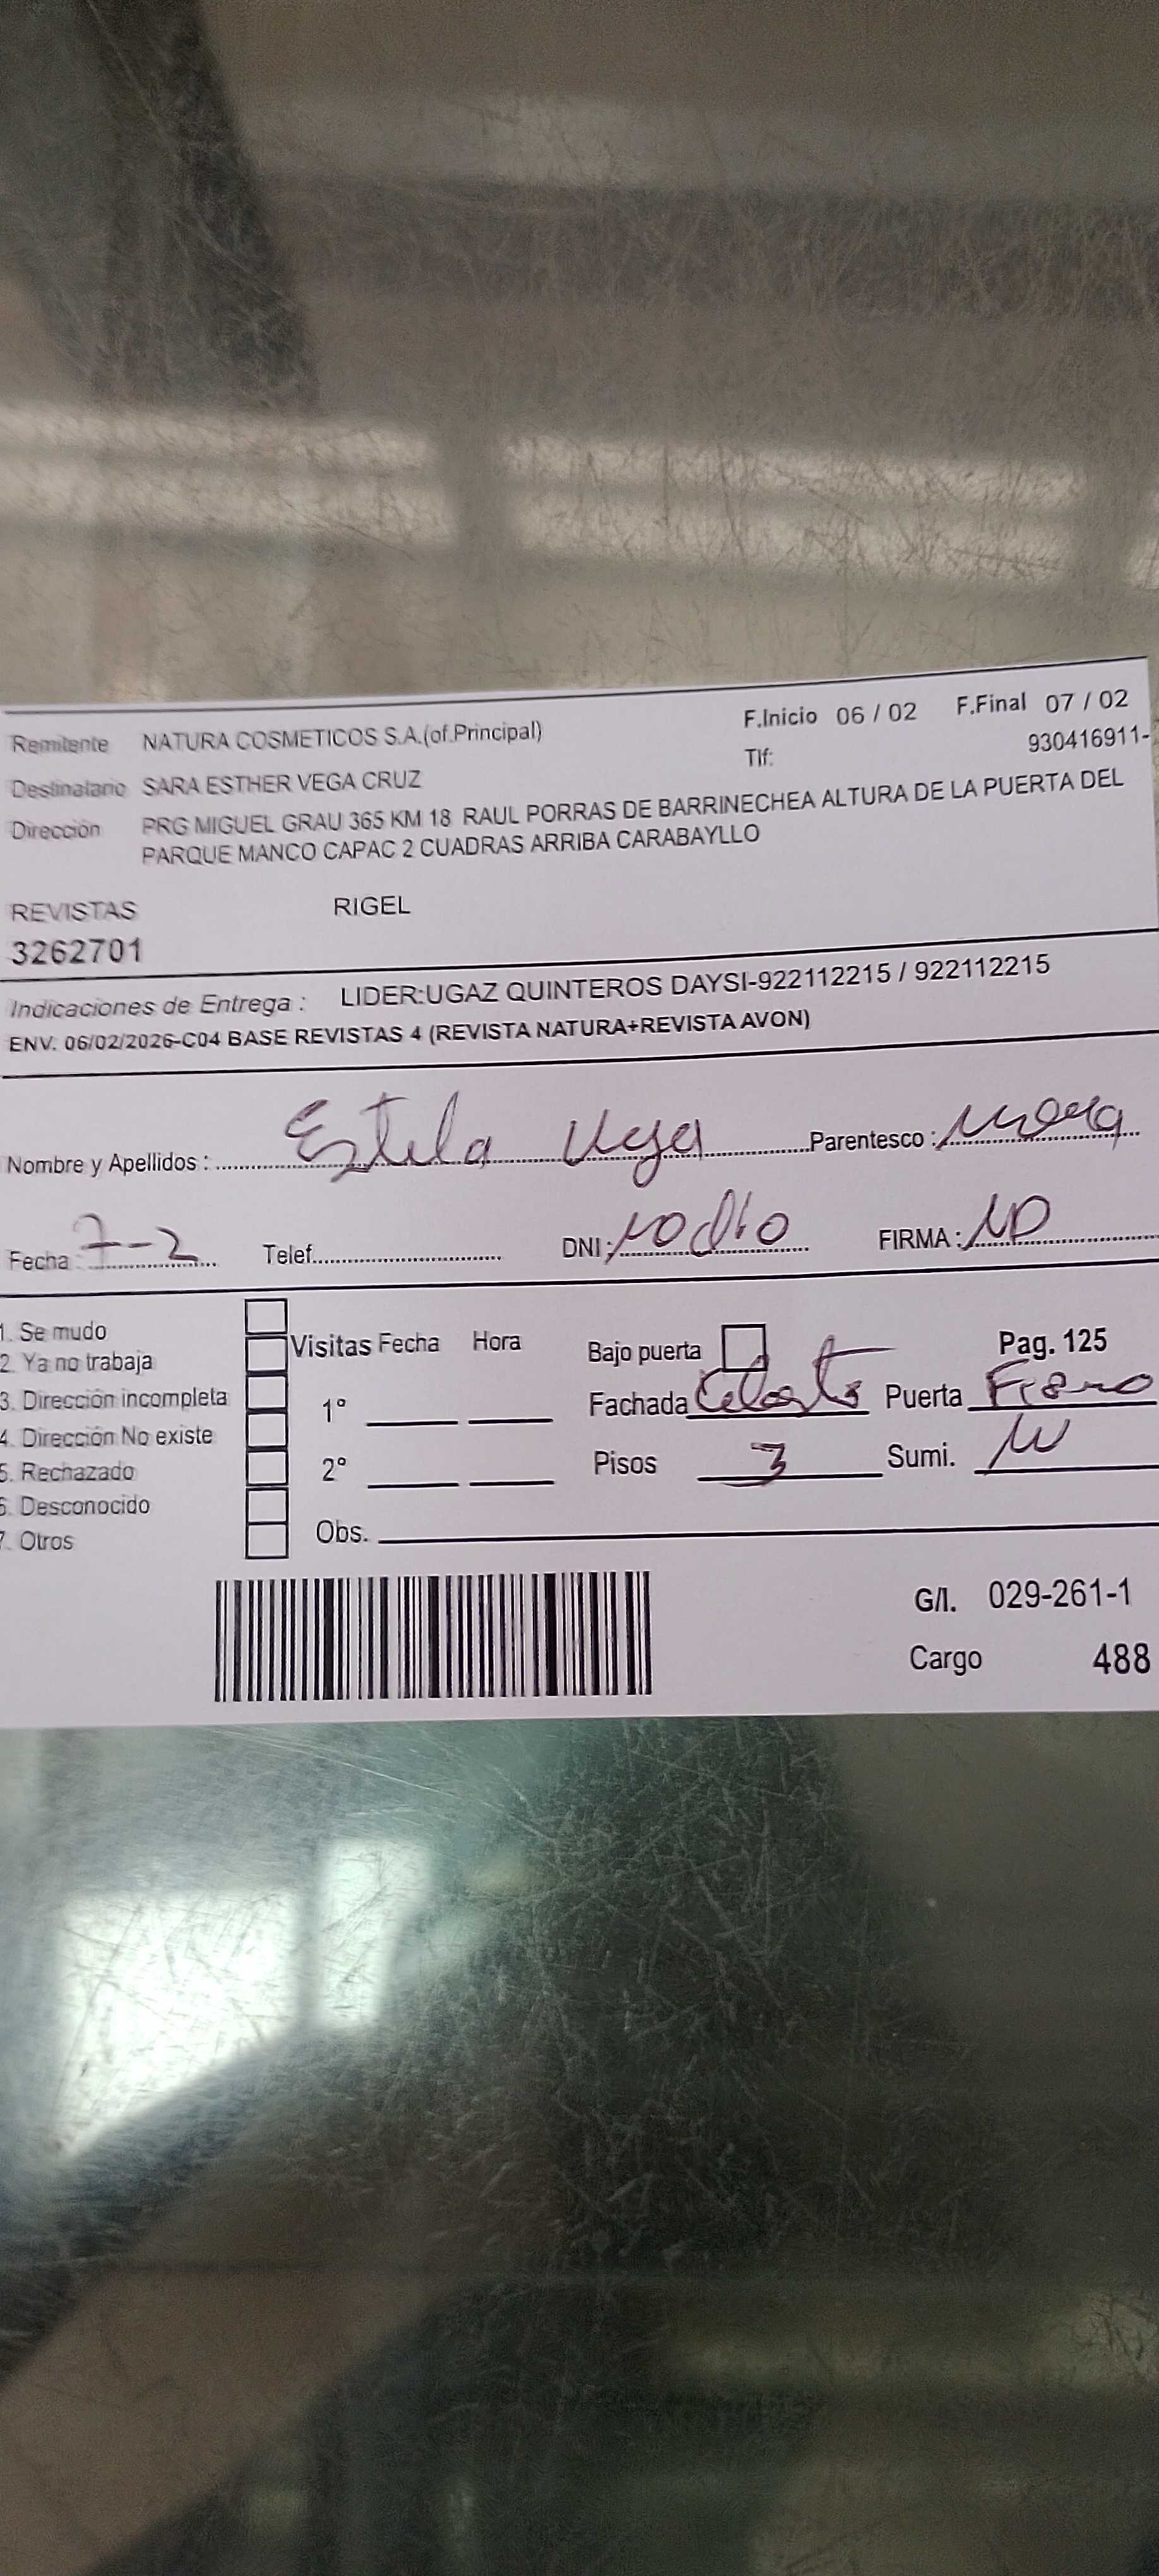 Remitente NATURA COSMETICOS S.A.(of.Principal) F.Inicio 06 / 02 F.Final 07 / 02
Tlf: 930416911-
Destinatario SARA ESTHER VEGA CRUZ
Dirección PRG MIGUEL GRAU 365 KM 18 RAUL PORRAS DE BARRINECHEA ALTURA DE LA PUERTA DEL
PARQUE MANCO CAPAC 2 CUADRAS ARRIBA CARABAYLLO
REVISTAS RIGEL
3262701
Indicaciones de Entrega : LIDER:UGAZ QUINTEROS DAYSI-922112215 / 922112215
ENV. 06/02/2026-C04 BASE REVISTAS 4 (REVISTA NATURA+REVISTA AVON)
Nombre y Apellidos : Estela Vega Parentesco :
Fecha : 7-2 Telef. DNI : FIRMA :
1. Se mudo
2. Ya no trabaja
3. Dirección incompleta
4. Dirección No existe
5. Rechazado
6. Desconocido
7. Otros
Visitas Fecha Hora
1°
2°
Obs.
Bajo puerta Pag. 125
Fachada Celeste Puerta Fierro
Pisos 3 Sumi.
G/I. 029-261-1
Cargo 488